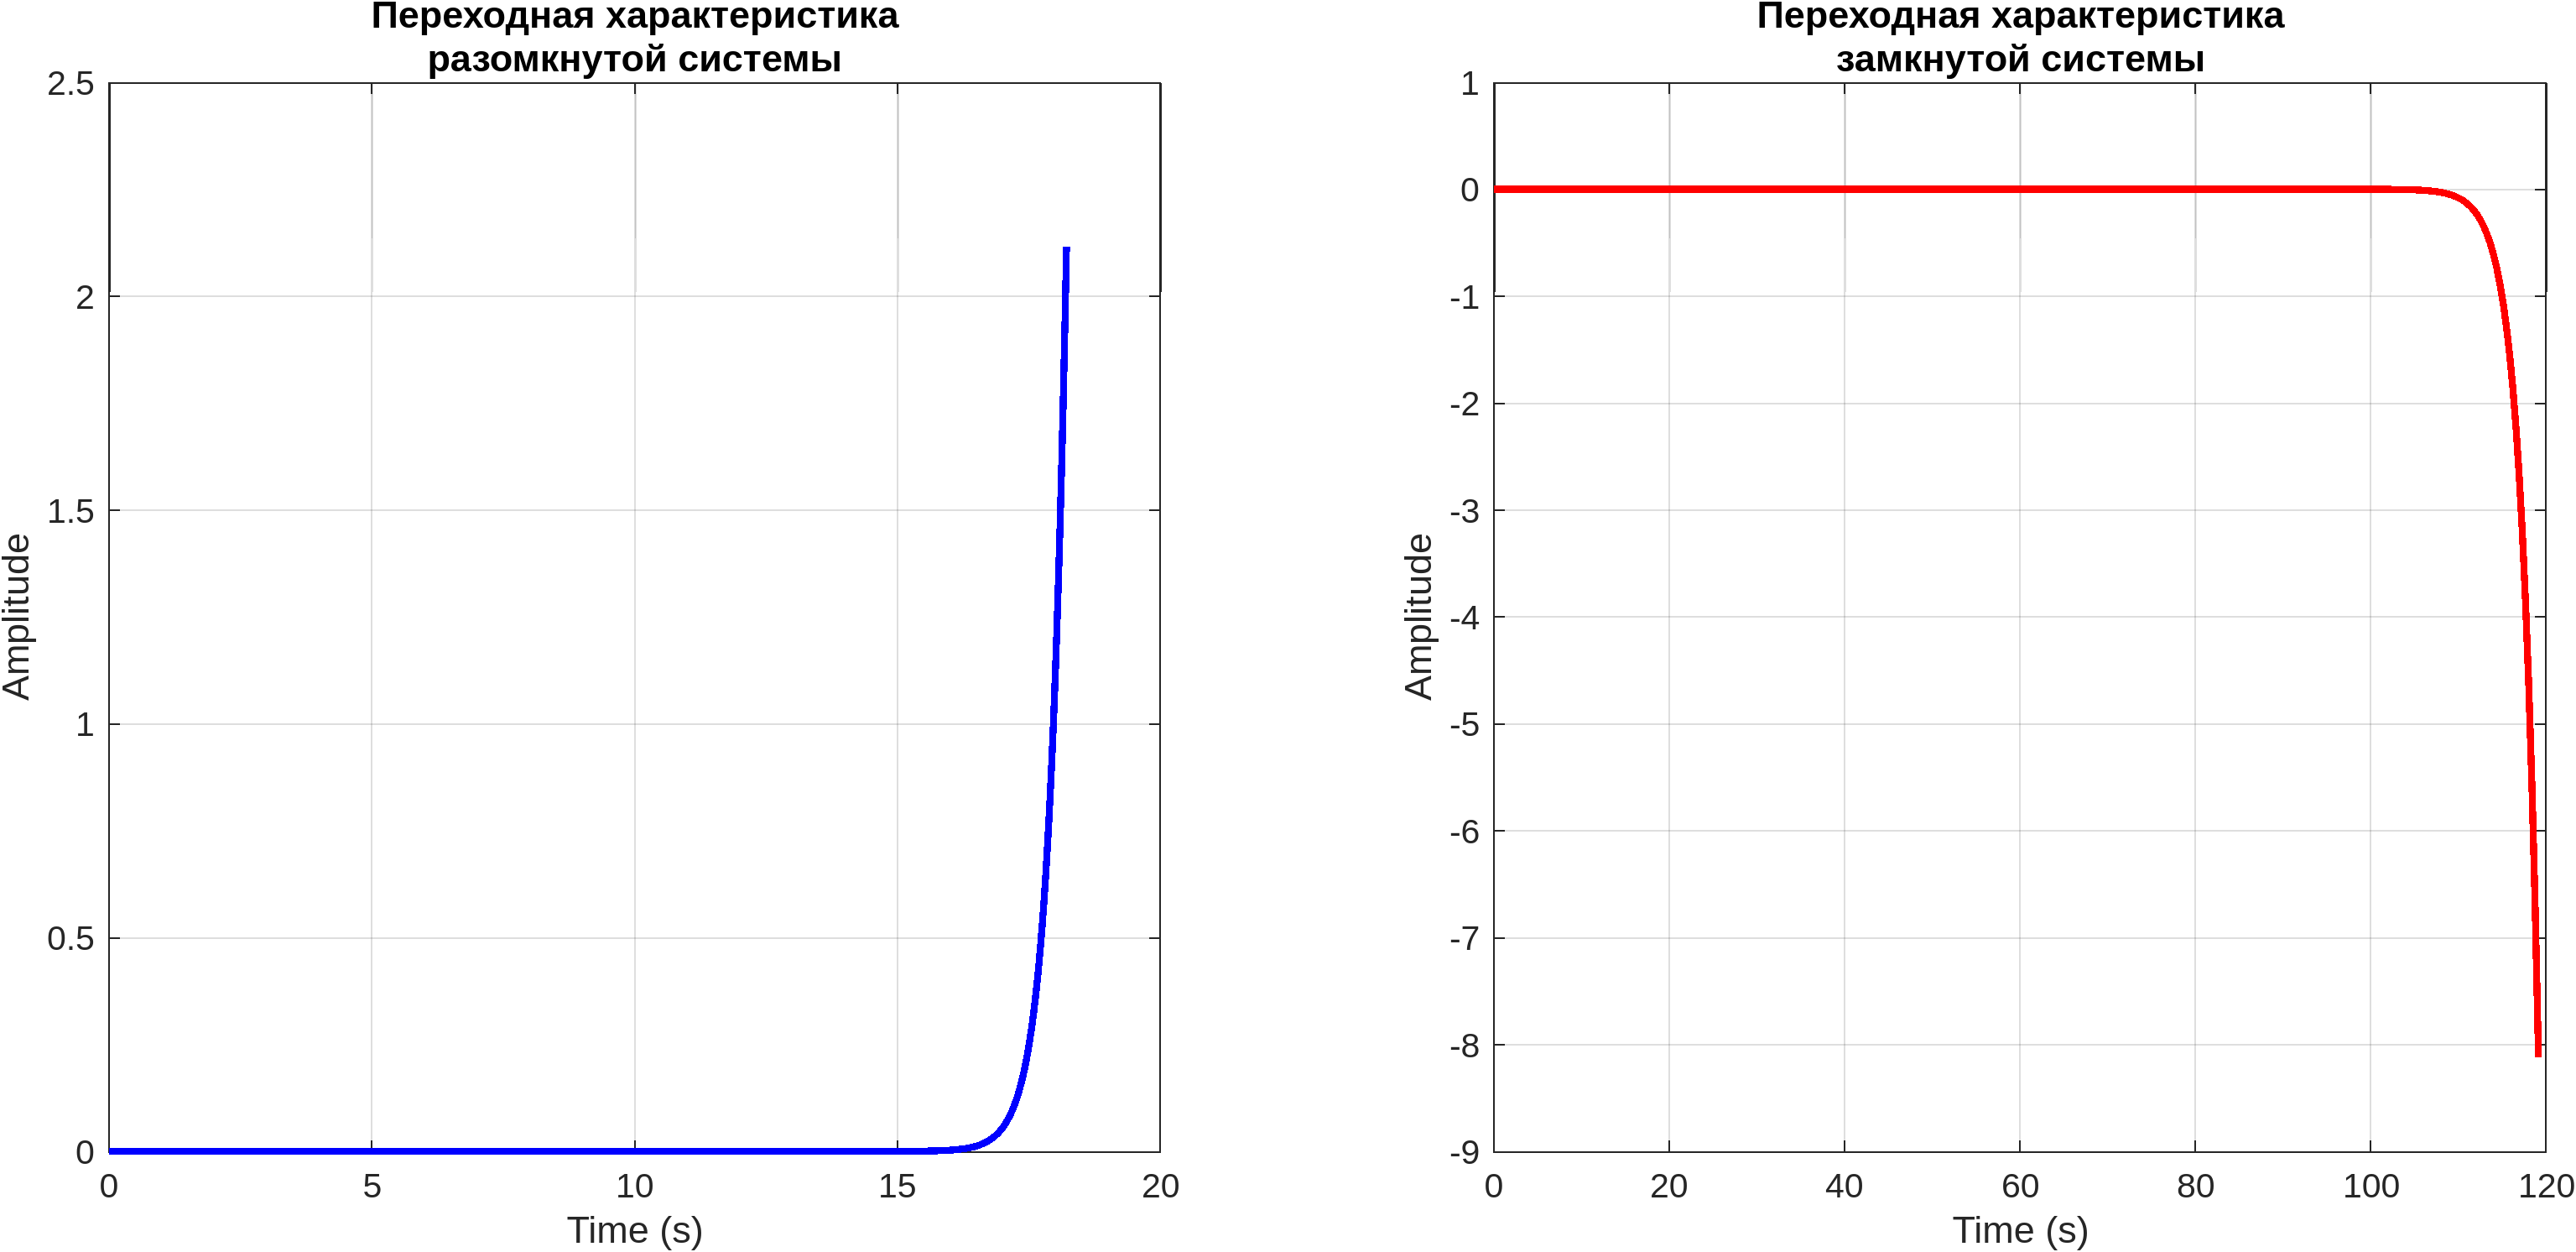 Переходная характеристика
разомкнутой системы
2.5
2
1.5
1
0.5
0
0 5 10 15 20
Amplitude
Time (s)
Переходная характеристика
замкнутой системы
1
0
-1
-2
-3
-4
-5
-6
-7
-8
-9
0 20 40 60 80 100 120
Amplitude
Time (s)